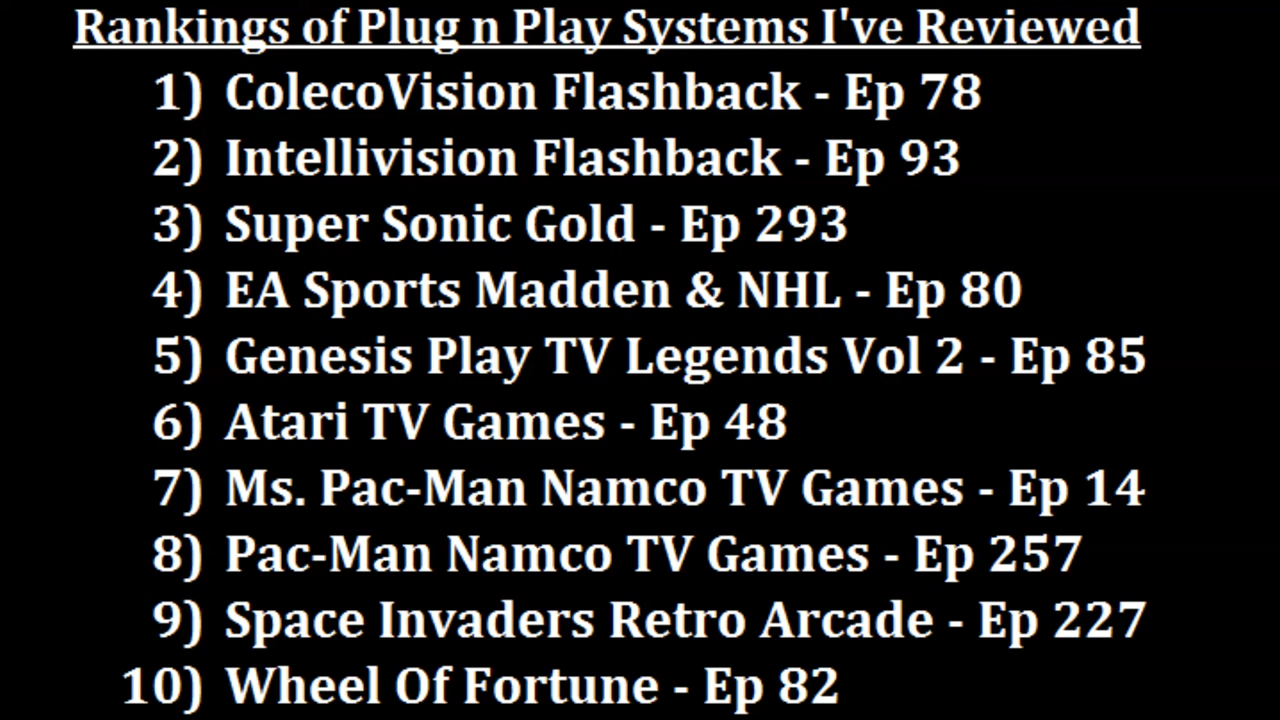 Rankings of Plug n Play Systems I've Reviewed
1) ColecoVision Flashback - Ep 78
2) Intellivision Flashback - Ep 93
3) Super Sonic Gold - Ep 293
4) EA Sports Madden & NHL - Ep 80
5) Genesis Play TV Legends Vol 2 - Ep 85
6) Atari TV Games - Ep 48
7) Ms. Pac-Man Namco TV Games - Ep 14
8) Pac-Man Namco TV Games - Ep 257
9) Space Invaders Retro Arcade - Ep 227
10) Wheel Of Fortune - Ep 82